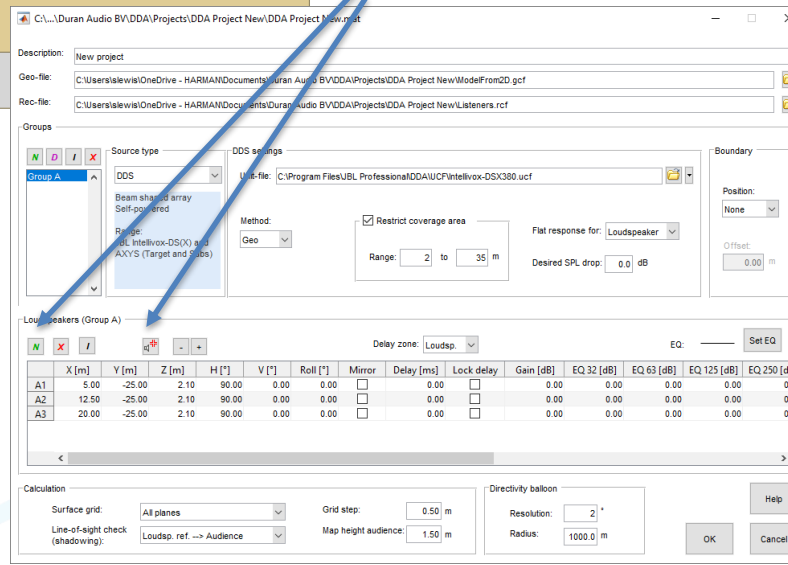 C:\...\Duran Audio BV\DDA\Projects\DDA Project New\DDA Project New.mat
Description: New project
Geo-file: C:\Users\slewis\OneDrive - HARMAN\Documents\Duran Audio BV\DDA\Projects\DDA Project New\ModelFrom2D.gcf
Rec-file: C:\Users\slewis\OneDrive - HARMAN\Documents\Duran Audio BV\DDA\Projects\DDA Project New\Listeners.rcf
Groups
N D I X
Group A
Source type
DDS
Beam shaped array
Self-powered
Range:
JBL Intellivox-DS(X) and
AXYS (Target and Subs)
DDS settings
Unit-file: C:\Program Files\JBL Professional\DDA\UCF\Intellivox-DSX380.ucf
Method:
Geo
Restrict coverage area
Range: 2 to 35 m
Flat response for: Loudspeaker
Desired SPL drop: 0.0 dB
Boundary
Position:
None
Offset:
0.00 m
Loudspeakers (Group A)
N X I - + Delay zone: Loudsp. EQ: Set EQ
X [m] Y [m] Z [m] H [°] V [°] Roll [°] Mirror Delay [ms] Lock delay Gain [dB] EQ 32 [dB] EQ 63 [dB] EQ 125 [dB] EQ 250 [d
A1 5.00 -25.00 2.10 90.00 0.00 0.00 0.00 0.00 0.00 0.00 0.00
A2 12.50 -25.00 2.10 90.00 0.00 0.00 0.00 0.00 0.00 0.00 0.00
A3 20.00 -25.00 2.10 90.00 0.00 0.00 0.00 0.00 0.00 0.00 0.00
Calculation
Surface grid: All planes
Line-of-sight check
(shadowing): Loudsp. ref. --> Audience
Grid step: 0.50 m
Map height audience: 1.50 m
Directivity balloon
Resolution: 2 °
Radius: 1000.0 m
Help
OK
Cancel